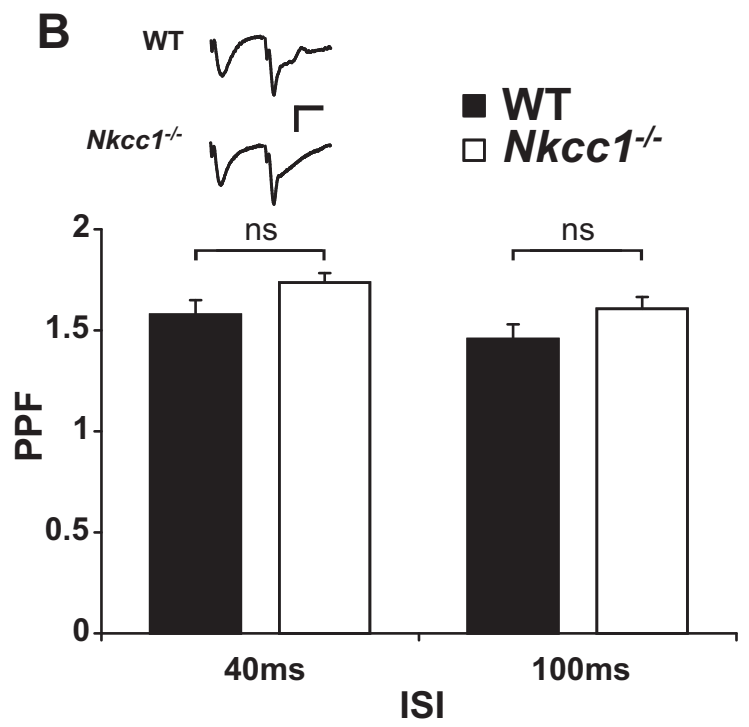 B
WT
Nkcc1-/-
WT
Nkcc1-/-
2
ns
ns
1.5
1
0.5
0
PPF
40ms
100ms
ISI